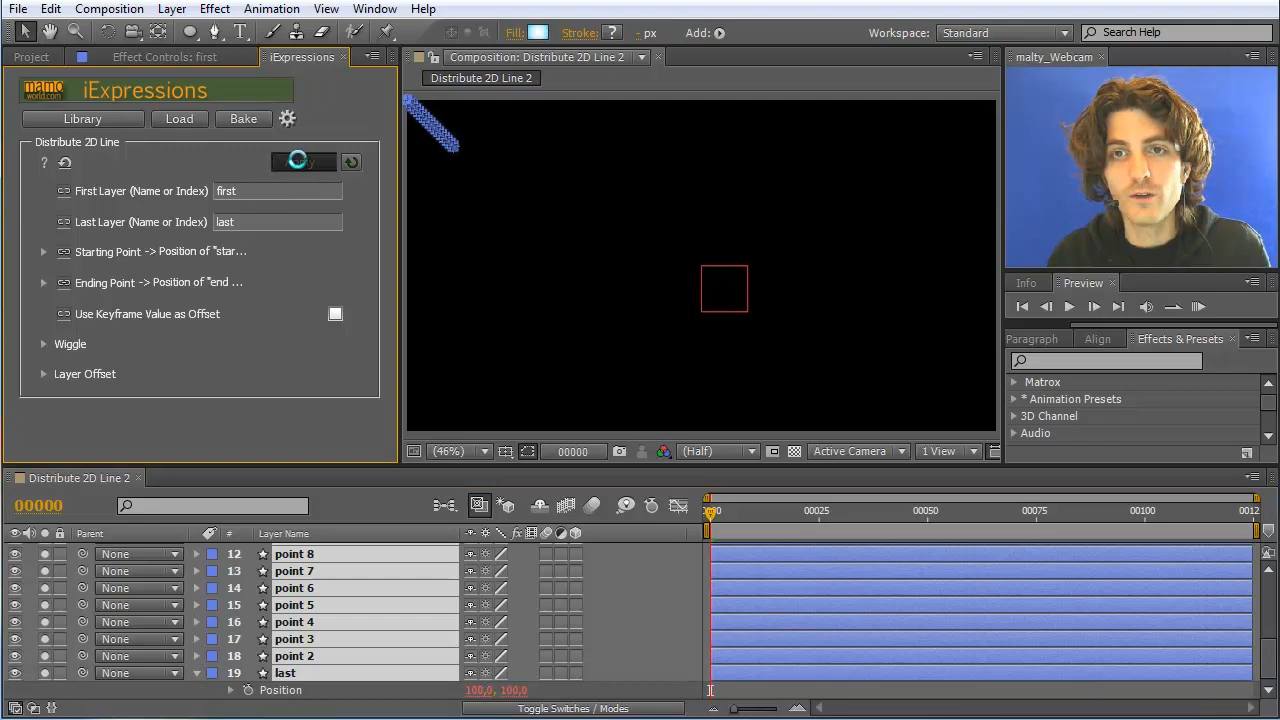 File Edit Composition Layer Effect Animation View Window Help
Fill: ? Stroke: ? - px Add: Workspace: Standard Search Help
Project Effect Controls: first iExpressions Composition: Distribute 2D Line 2 malty_Webcam
Distribute 2D Line 2
mamo world.com iExpressions
Library Load Bake
Distribute 2D Line
?
First Layer (Name or Index) first
Last Layer (Name or Index) last
Starting Point -> Position of "star...
Ending Point -> Position of "end ...
Use Keyframe Value as Offset
Wiggle
Layer Offset
Info Preview
Paragraph Align Effects & Presets
Matrox
* Animation Presets
3D Channel
Audio
(46%) 00000 (Half) Active Camera 1 View
Distribute 2D Line 2
00000
00025 00050 00075 00100 0012
Parent # Layer Name fx
None 12 point 8
None 13 point 7
None 14 point 6
None 15 point 5
None 16 point 4
None 17 point 3
None 18 point 2
None 19 last
Position 100,0, 100,0
Toggle Switches / Modes